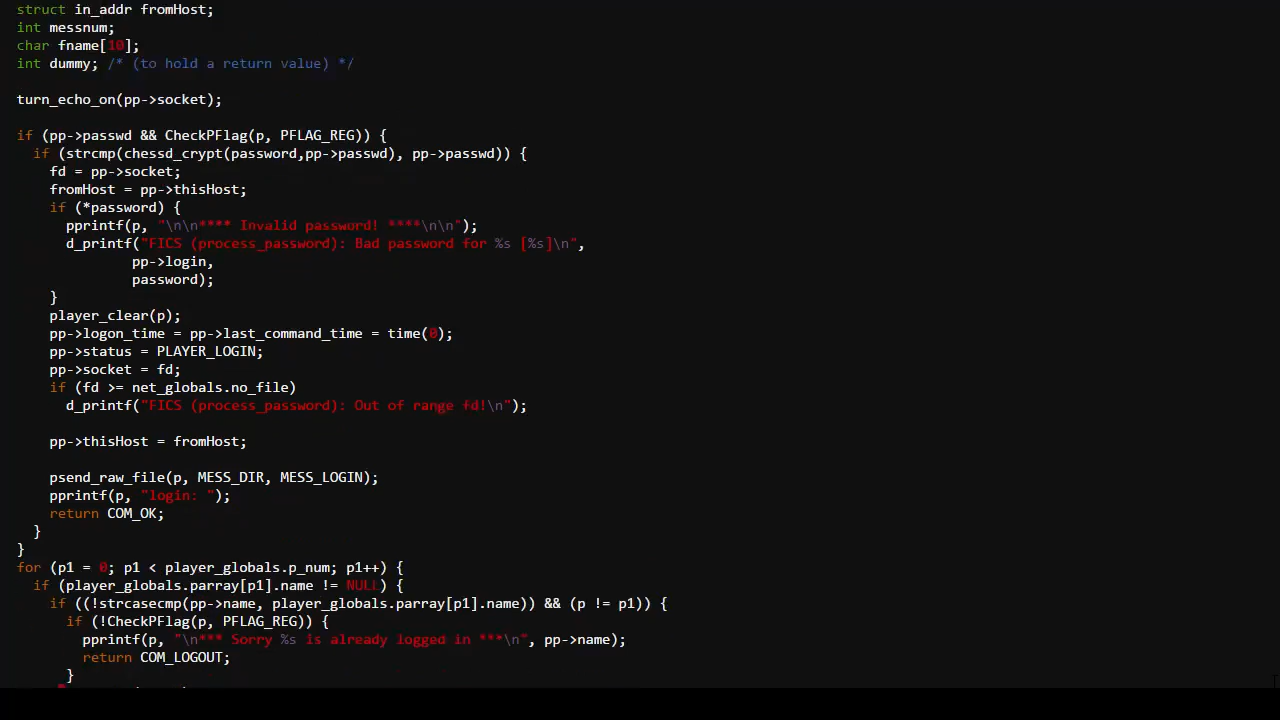 struct in_addr fromHost;
int messnum;
char fname[10];
int dummy; /* (to hold a return value) */
turn_echo_on(pp->socket);
if (pp->passwd && CheckPFlag(p, PFLAG_REG)) {
if (strcmp(chessd_crypt(password,pp->passwd), pp->passwd)) {
fd = pp->socket;
fromHost = pp->thisHost;
if (*password) {
pprintf(p, "\n\n**** Invalid password! ****\n\n");
d_printf("FICS (process_password): Bad password for %s [%s]\n",
pp->login,
password);
}
player_clear(p);
pp->logon_time = pp->last_command_time = time(0);
pp->status = PLAYER_LOGIN;
pp->socket = fd;
if (fd >= net_globals.no_file)
d_printf("FICS (process_password): Out of range fd!\n");
pp->thisHost = fromHost;
psend_raw_file(p, MESS_DIR, MESS_LOGIN);
pprintf(p, "login: ");
return COM_OK;
}
}
for (p1 = 0; p1 < player_globals.p_num; p1++) {
if (player_globals.parray[p1].name != NULL) {
if ((!strcasecmp(pp->name, player_globals.parray[p1].name)) && (p != p1)) {
if (!CheckPFlag(p, PFLAG_REG)) {
pprintf(p, "\n*** Sorry %s is already logged in ***\n", pp->name);
return COM_LOGOUT;
}